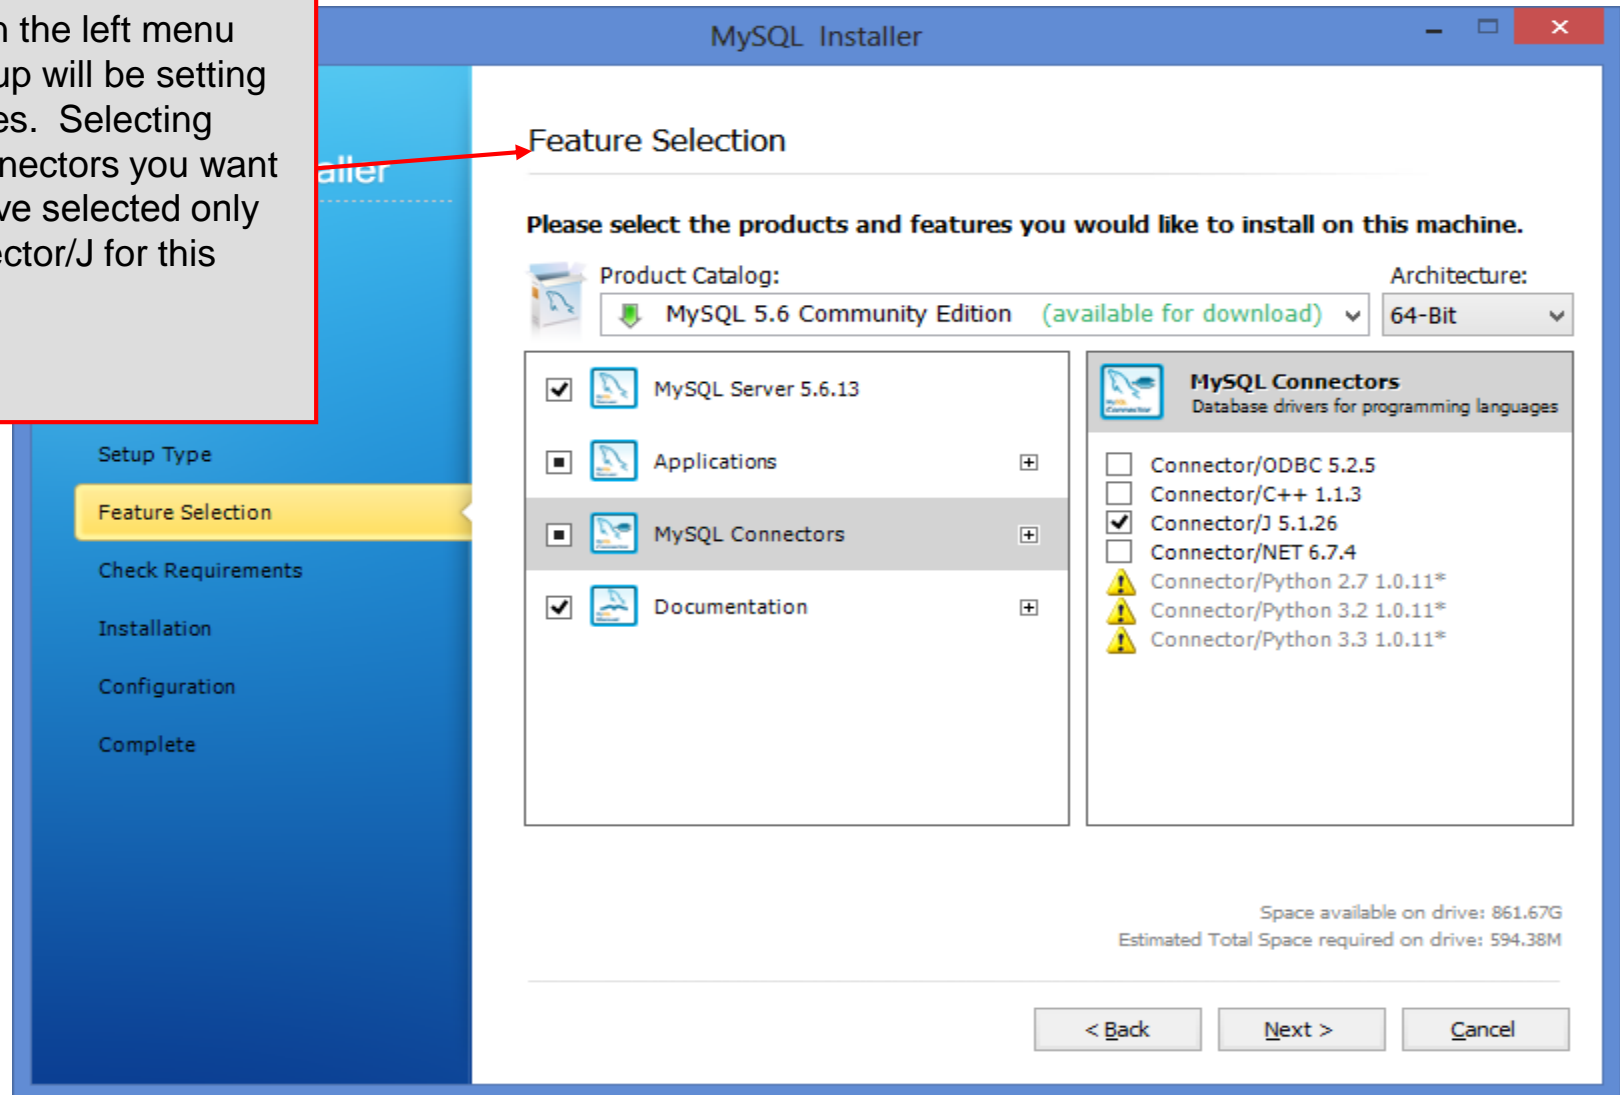 n the left menu
up will be setting
es. Selecting
nnectors you want
ve selected only
ector/J for this
MySQL Installer
aller
Feature Selection
Please select the products and features you would like to install on this machine.
Product Catalog:
Architecture:
MySQL 5.6 Community Edition (available for download)
64-Bit
MySQL Server 5.6.13
Applications
MySQL Connectors
Documentation
MySQL Connectors
Database drivers for programming languages
Connector/ODBC 5.2.5
Connector/C++ 1.1.3
Connector/J 5.1.26
Connector/NET 6.7.4
Connector/Python 2.7 1.0.11*
Connector/Python 3.2 1.0.11*
Connector/Python 3.3 1.0.11*
Setup Type
Feature Selection
Check Requirements
Installation
Configuration
Complete
Space available on drive: 861.67G
Estimated Total Space required on drive: 594.38M
< Back
Next >
Cancel